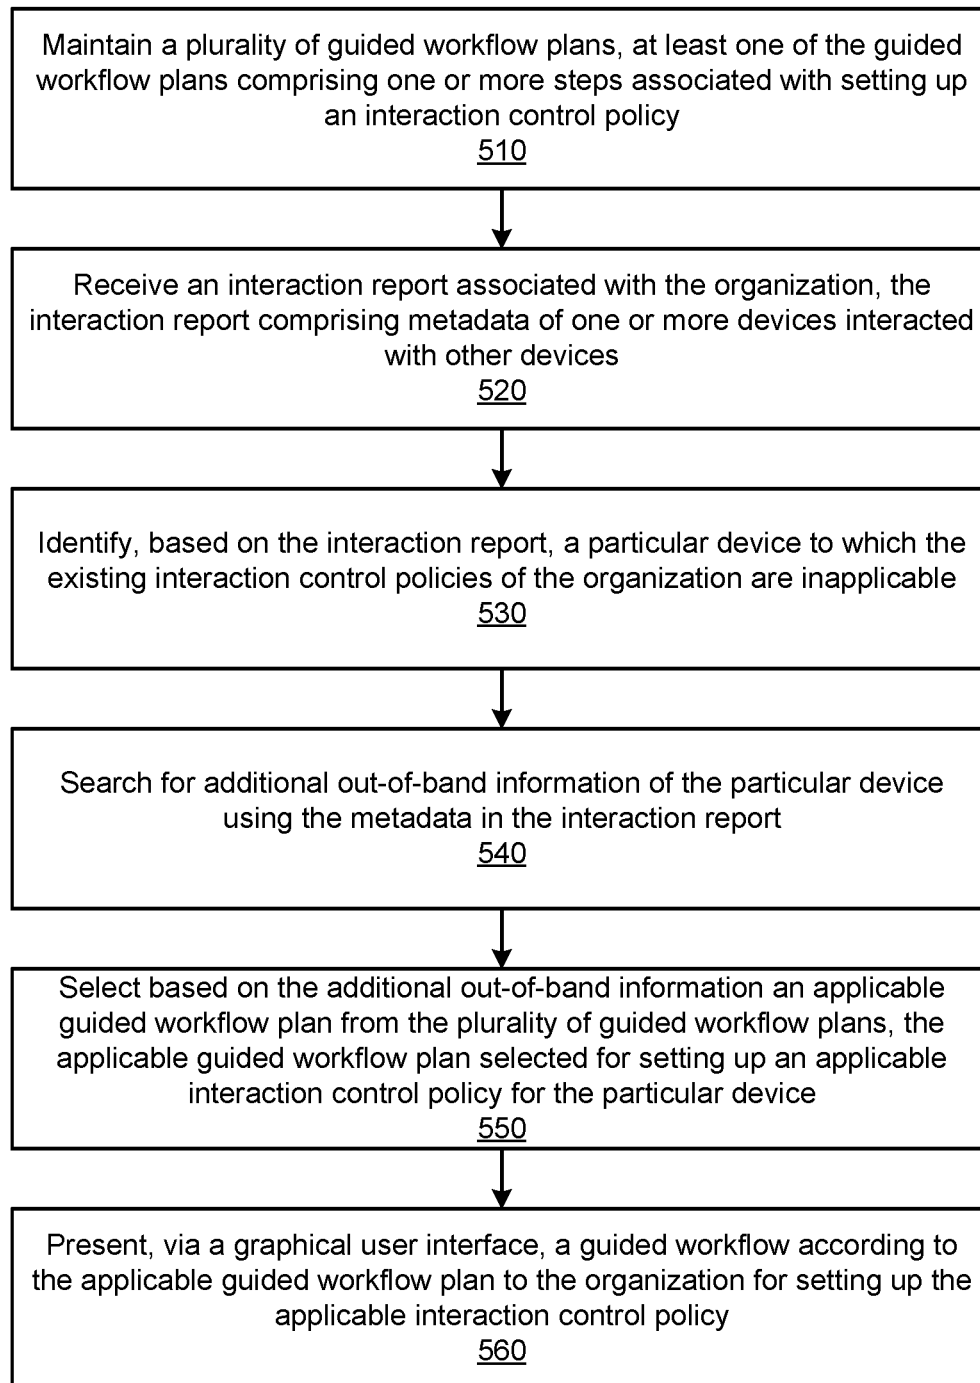 Maintain a plurality of guided workflow plans, at least one of the guided
workflow plans comprising one or more steps associated with setting up
an interaction control policy
510
Receive an interaction report associated with the organization, the
interaction report comprising metadata of one or more devices interacted
with other devices
520
Identify, based on the interaction report, a particular device to which the
existing interaction control policies of the organization are inapplicable
530
Search for additional out-of-band information of the particular device
using the metadata in the interaction report
540
Select based on the additional out-of-band information an applicable
guided workflow plan from the plurality of guided workflow plans, the
applicable guided workflow plan selected for setting up an applicable
interaction control policy for the particular device
550
Present, via a graphical user interface, a guided workflow according to
the applicable guided workflow plan to the organization for setting up the
applicable interaction control policy
560